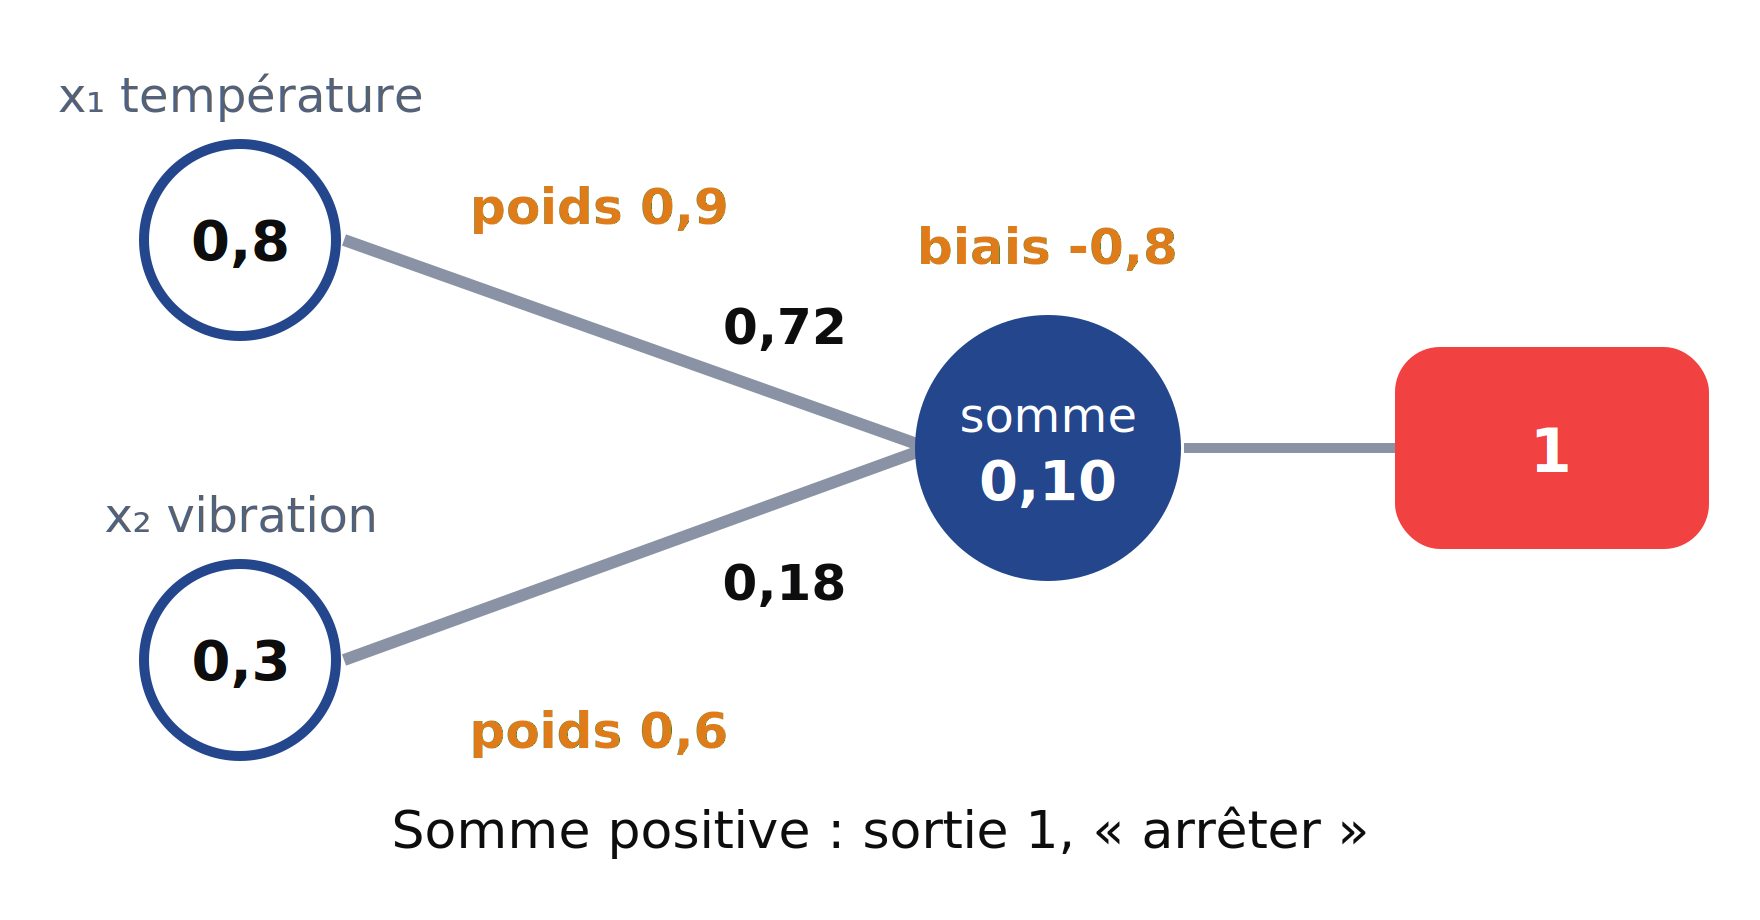 x₁ température
0,8
poids 0,9
biais -0,8
0,72
somme
0,10
1
x₂ vibration
0,3
0,18
poids 0,6
Somme positive : sortie 1, « arrêter »